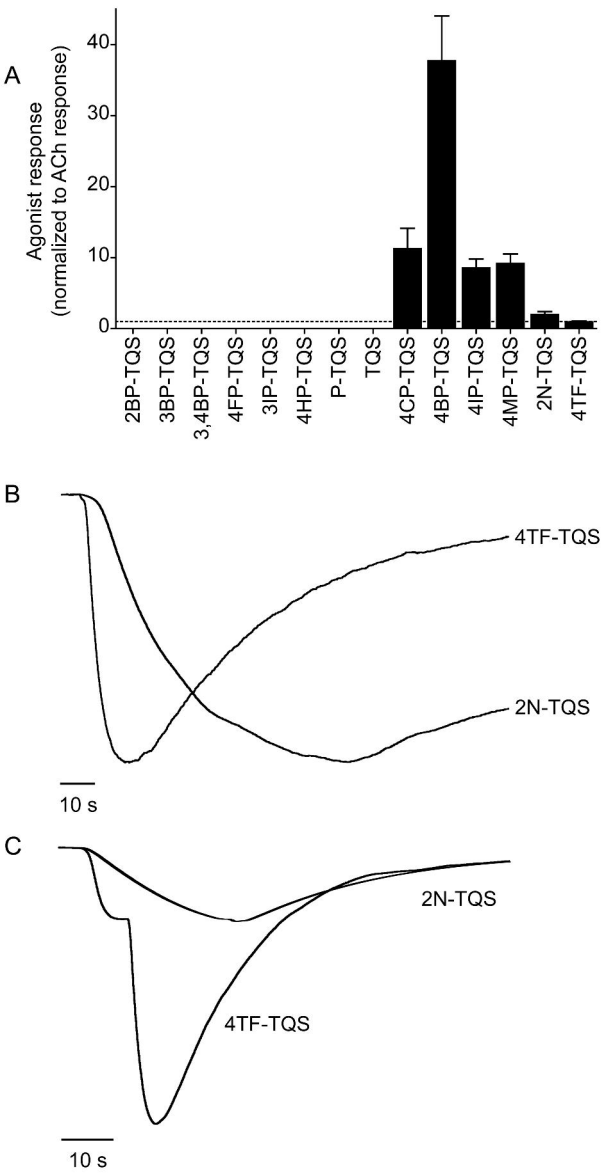 A
Agonist response
(normalized to ACh response)
40
30
20
10
0
2BP-TQS
3BP-TQS
3,4BP-TQS
4FP-TQS
3IP-TQS
4HP-TQS
P-TQS
TQS
4CP-TQS
4BP-TQS
4IP-TQS
4MP-TQS
2N-TQS
4TF-TQS
B
4TF-TQS
2N-TQS
10 s
C
2N-TQS
4TF-TQS
10 s